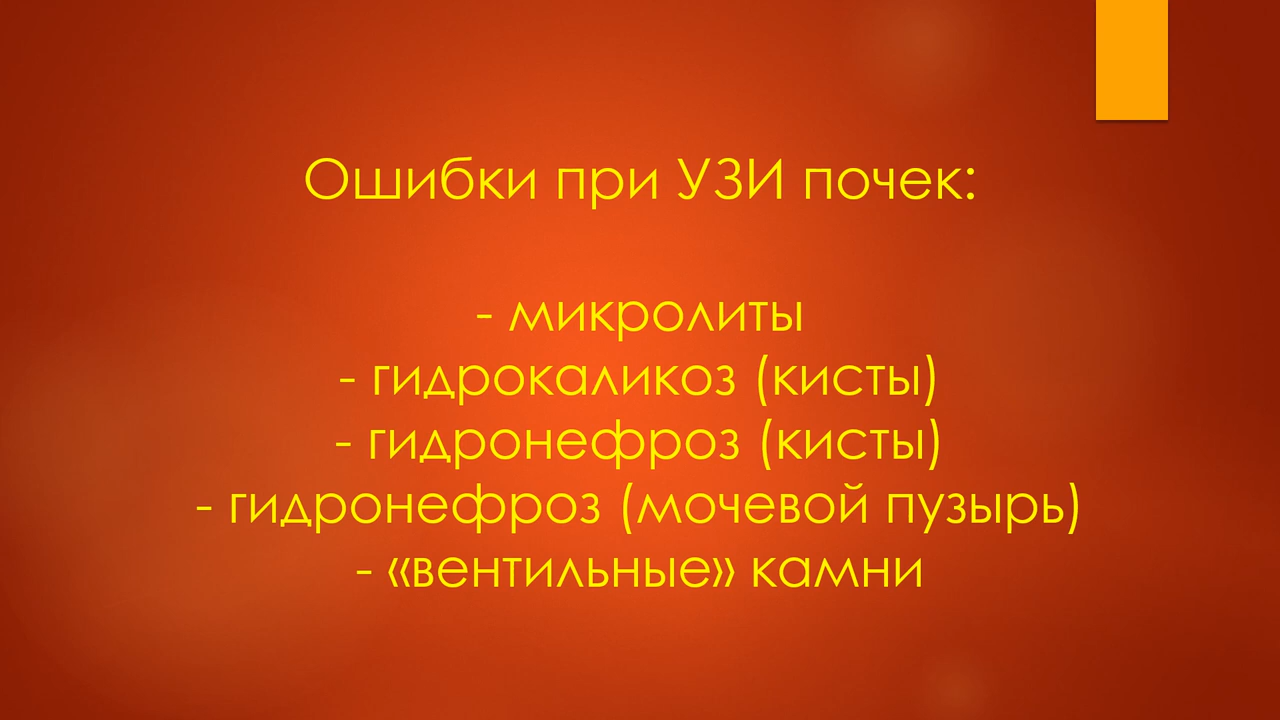 Ошибки при УЗИ почек:
- микролиты
- гидрокаликоз (кисты)
- гидронефроз (кисты)
- гидронефроз (мочевой пузырь)
- «вентильные» камни